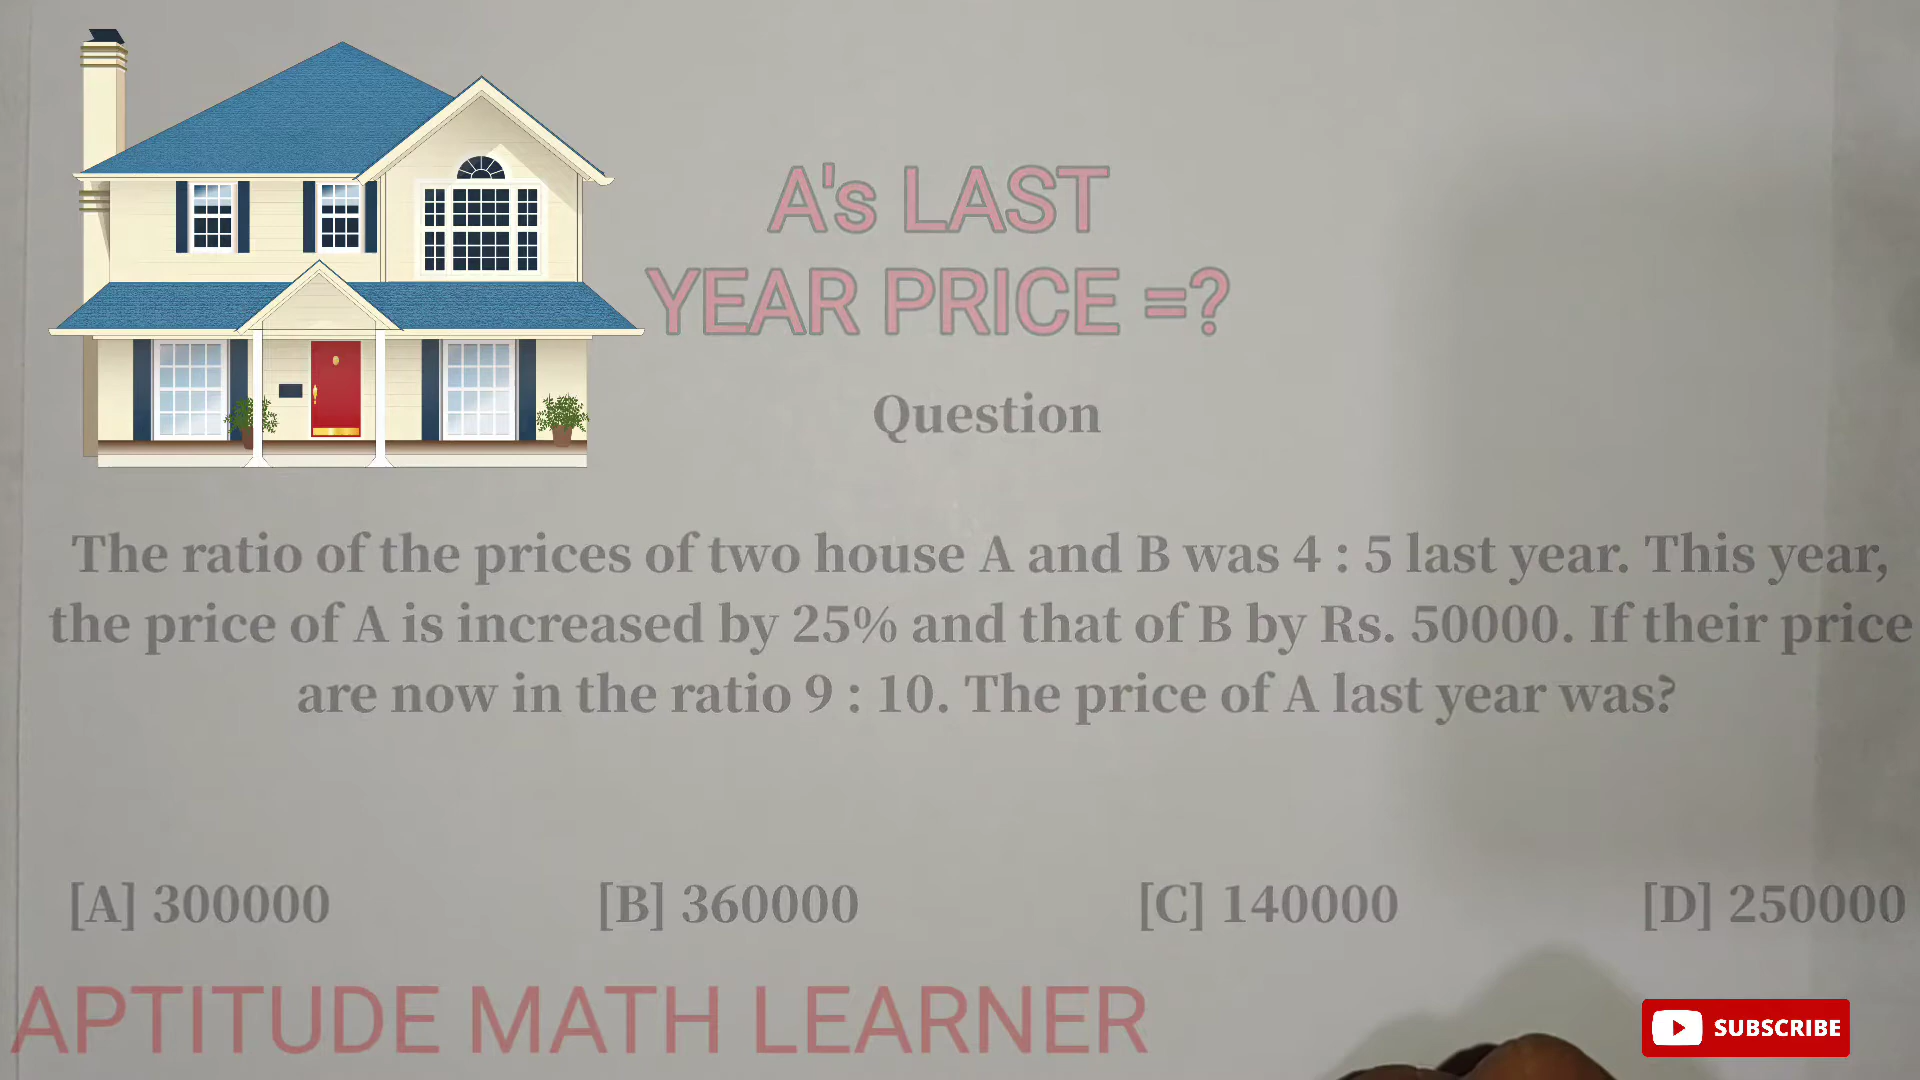 A's LAST
YEAR PRICE =?
Question
The ratio of the prices of two house A and B was 4 : 5 last year. This year,
the price of A is increased by 25% and that of B by Rs. 50000. If their price
are now in the ratio 9 : 10. The price of A last year was?
[A] 300000 [B] 360000 [C] 140000 [D] 250000
APTITUDE MATH LEARNER
SUBSCRIBE